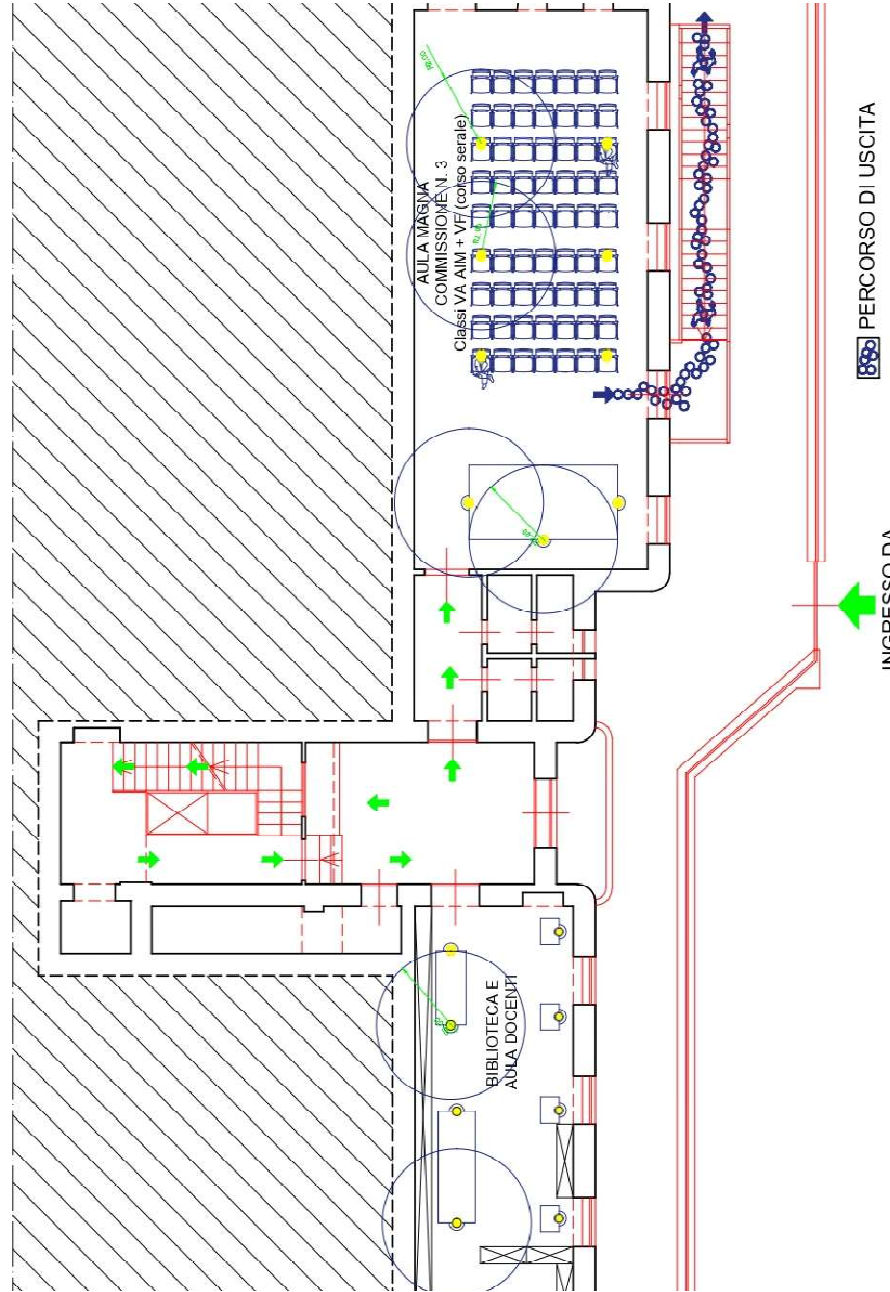 AULA MAGNA
COMMISSIONE N. 3
Classi VA AIM + VF (corso serale)
BIBLIOTECA E
AULA DOCENTI
PERCORSO DI USCITA
INGRESSO DA